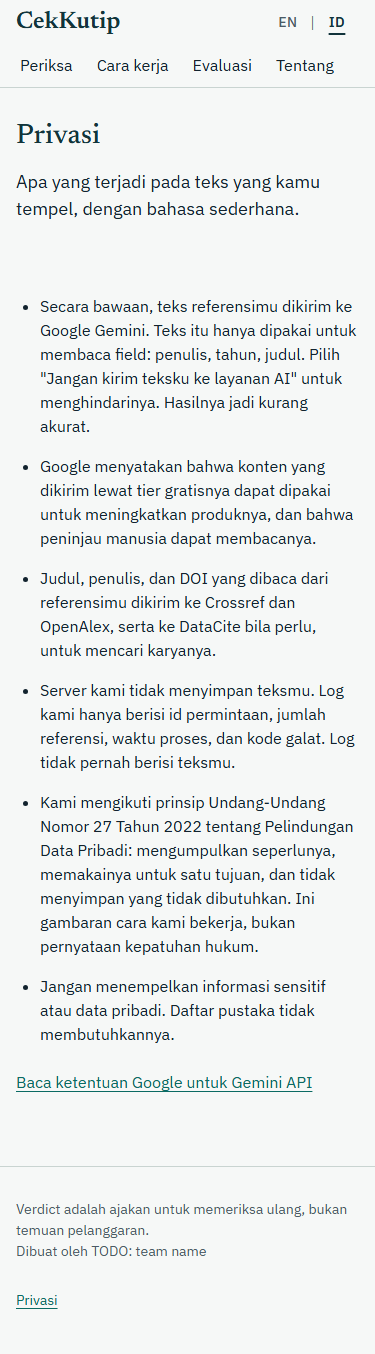 CekKutip
EN | ID
Periksa Cara kerja Evaluasi Tentang
Privasi
Apa yang terjadi pada teks yang kamu
tempel, dengan bahasa sederhana.
• Secara bawaan, teks referensimu dikirim ke
Google Gemini. Teks itu hanya dipakai untuk
membaca field: penulis, tahun, judul. Pilih
"Jangan kirim teksku ke layanan AI" untuk
menghindarinya. Hasilnya jadi kurang
akurat.
• Google menyatakan bahwa konten yang
dikirim lewat tier gratisnya dapat dipakai
untuk meningkatkan produknya, dan bahwa
peninjau manusia dapat membacanya.
• Judul, penulis, dan DOI yang dibaca dari
referensimu dikirim ke Crossref dan
OpenAlex, serta ke DataCite bila perlu,
untuk mencari karyanya.
• Server kami tidak menyimpan teksmu. Log
kami hanya berisi id permintaan, jumlah
referensi, waktu proses, dan kode galat. Log
tidak pernah berisi teksmu.
• Kami mengikuti prinsip Undang-Undang
Nomor 27 Tahun 2022 tentang Pelindungan
Data Pribadi: mengumpulkan seperlunya,
memakainya untuk satu tujuan, dan tidak
menyimpan yang tidak dibutuhkan. Ini
gambaran cara kami bekerja, bukan
pernyataan kepatuhan hukum.
• Jangan menempelkan informasi sensitif
atau data pribadi. Daftar pustaka tidak
membutuhkannya.
Baca ketentuan Google untuk Gemini API
Verdict adalah ajakan untuk memeriksa ulang, bukan
temuan pelanggaran.
Dibuat oleh TODO: team name
Privasi